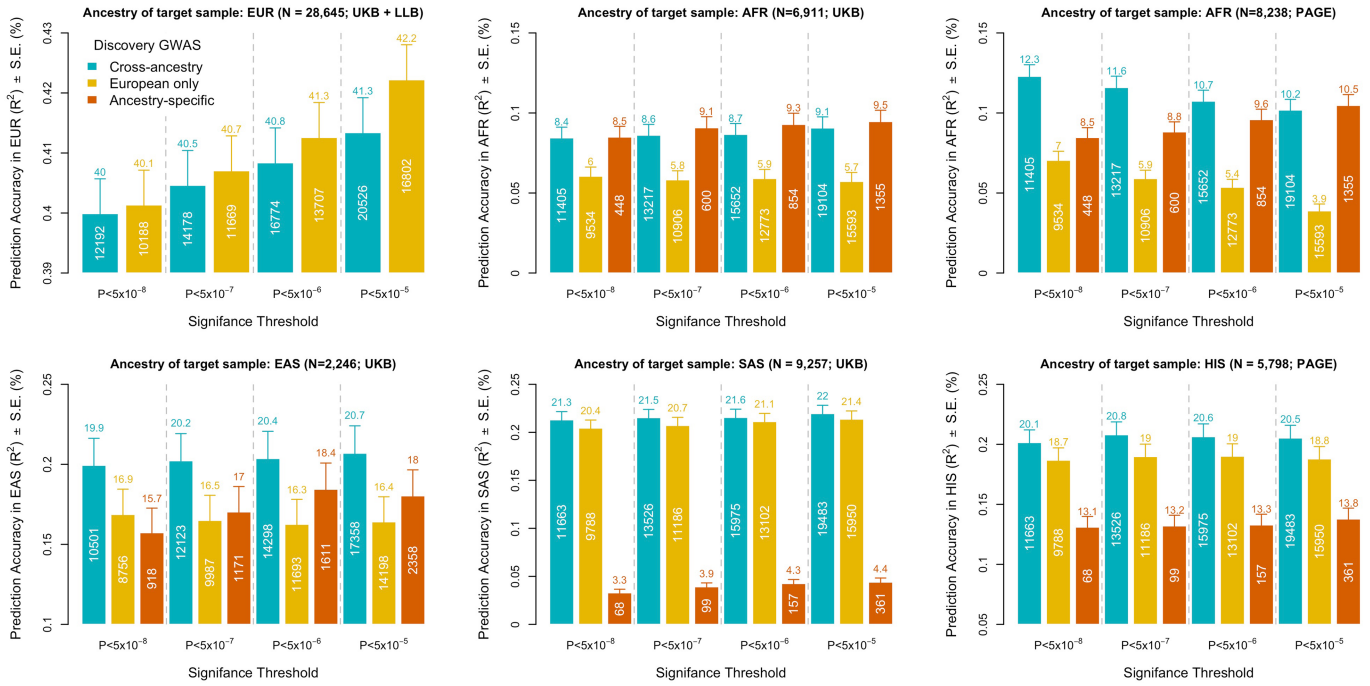 Ancestry of target sample: EUR (N = 28,645; UKB + LLB)
Prediction Accuracy in EUR (R²) ± S.E. (%)
0.43
0.42
0.41
0.4
0.39
Discovery GWAS
Cross-ancestry
European only
Ancestry-specific
40 40.1 40.5 40.7 40.8 41.3 41.3 42.2
12192 10188 14178 11669 16774 13707 20526 16802
P<5x10⁻⁸ P<5x10⁻⁷ P<5x10⁻⁶ P<5x10⁻⁵
Signifance Threshold
Ancestry of target sample: AFR (N=6,911; UKB)
Prediction Accuracy in AFR (R²) ± S.E. (%)
0.15
0.1
0.05
0
8.4 6 8.5 8.6 5.8 9.1 8.7 5.9 9.3 9.1 5.7 9.5
11405 9534 448 13217 10906 600 15652 12773 854 19104 15593 1355
P<5x10⁻⁸ P<5x10⁻⁷ P<5x10⁻⁶ P<5x10⁻⁵
Signifance Threshold
Ancestry of target sample: AFR (N=8,238; PAGE)
Prediction Accuracy in AFR (R²) ± S.E. (%)
0.15
0.1
0.05
0
12.3 7 8.5 11.6 5.9 8.8 10.7 5.4 9.6 10.2 3.9 10.5
11405 9534 448 13217 10906 600 15652 12773 854 19104 15593 1355
P<5x10⁻⁸ P<5x10⁻⁷ P<5x10⁻⁶ P<5x10⁻⁵
Signifance Threshold
Ancestry of target sample: EAS (N=2,246; UKB)
Prediction Accuracy in EAS (R²) ± S.E. (%)
0.25
0.2
0.15
0.1
19.9 16.9 15.7 20.2 16.5 17 20.4 16.3 18.4 20.7 16.4 18
10501 8756 918 12123 9987 1171 14298 11693 1611 17358 14198 2358
P<5x10⁻⁸ P<5x10⁻⁷ P<5x10⁻⁶ P<5x10⁻⁵
Signifance Threshold
Ancestry of target sample: SAS (N = 9,257; UKB)
Prediction Accuracy in SAS (R²) ± S.E. (%)
0.25
0.2
0.15
0.1
0.05
0
21.3 20.4 3.3 21.5 20.7 3.9 21.6 21.1 4.3 22 21.4 4.4
11663 9788 68 13526 11186 99 15975 13102 157 19483 15950 361
P<5x10⁻⁸ P<5x10⁻⁷ P<5x10⁻⁶ P<5x10⁻⁵
Signifance Threshold
Ancestry of target sample: HIS (N = 5,798; PAGE)
Prediction Accuracy in HIS (R²) ± S.E. (%)
0.25
0.2
0.15
0.1
0.05
20.1 18.7 13.1 20.8 19 13.2 20.6 19 13.3 20.5 18.8 13.8
11663 9788 68 13526 11186 99 15975 13102 157 19483 15950 361
P<5x10⁻⁸ P<5x10⁻⁷ P<5x10⁻⁶ P<5x10⁻⁵
Signifance Threshold